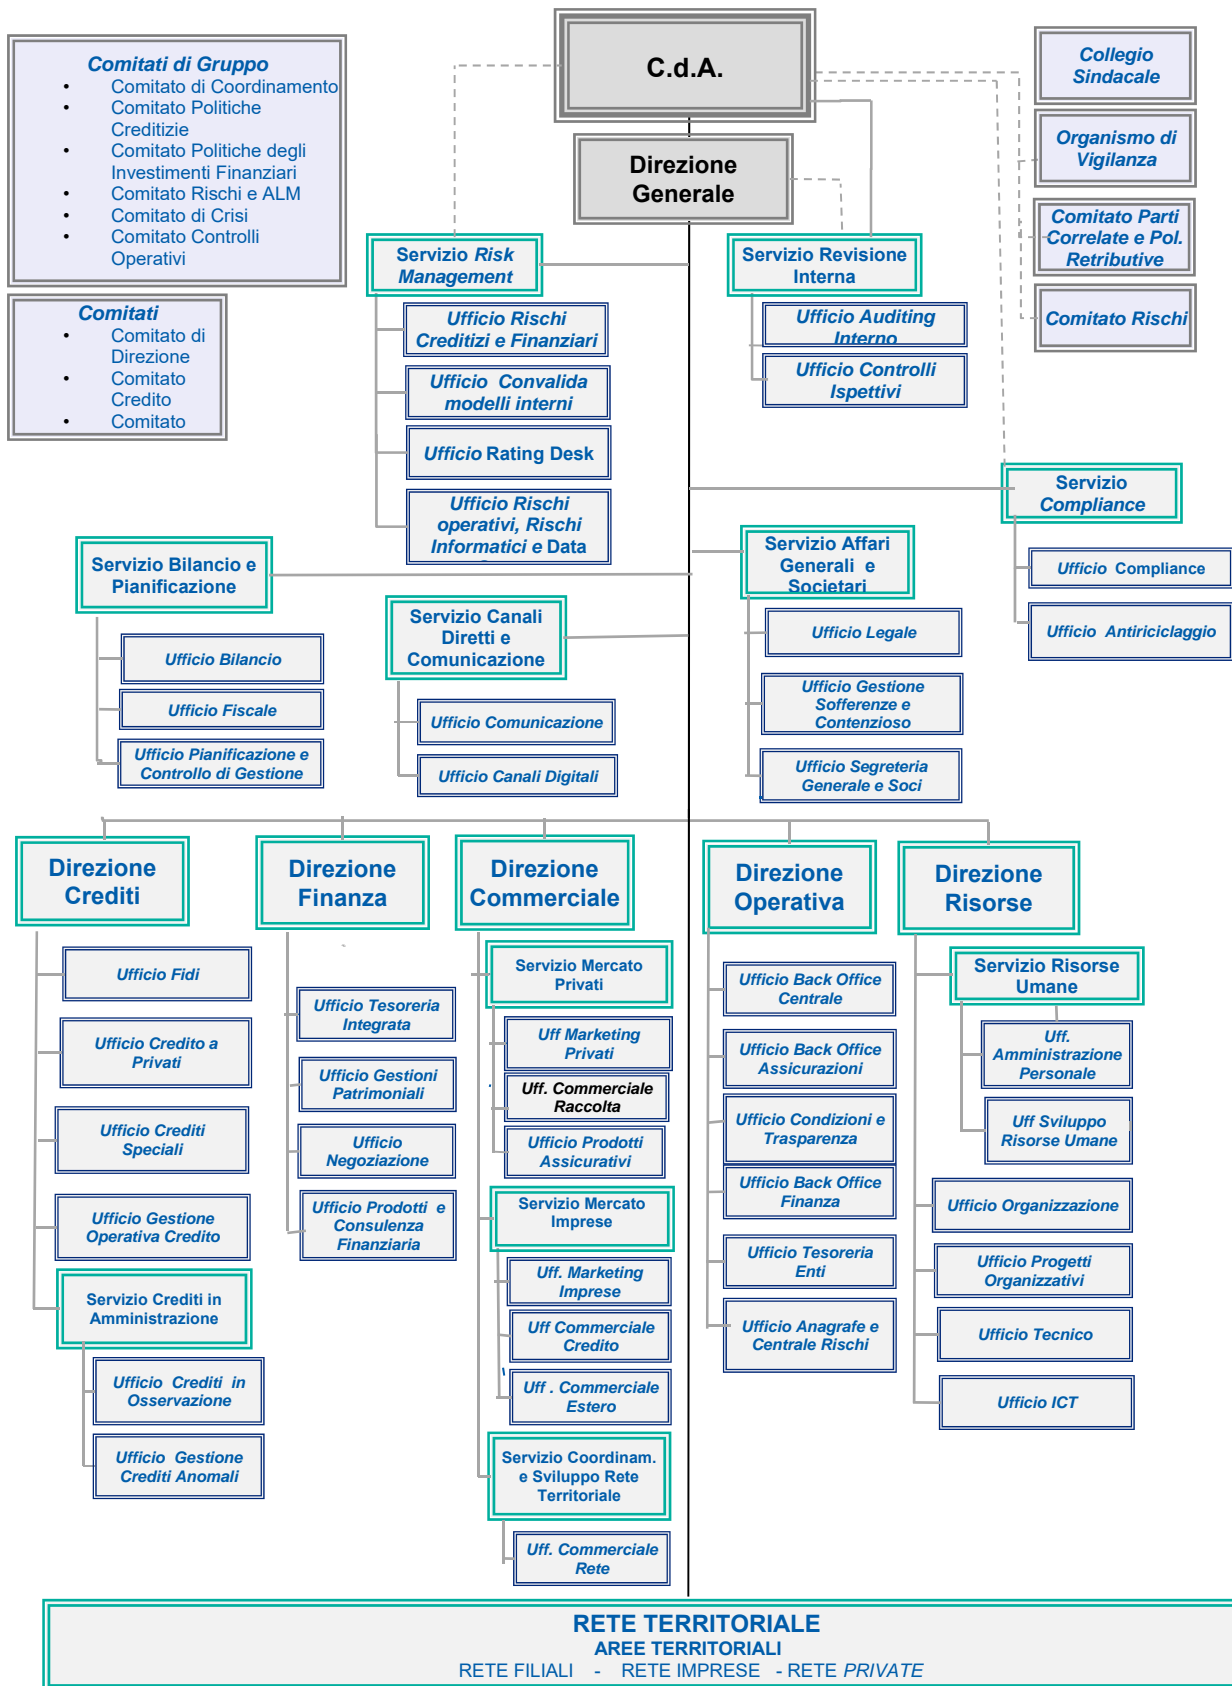 C.d.A.
Direzione
Generale
Comitati di Gruppo
• Comitato di Coordinamento
• Comitato Politiche
Creditizie
• Comitato Politiche degli
Investimenti Finanziari
• Comitato Rischi e ALM
• Comitato di Crisi
• Comitato Controlli
Operativi
Comitati
• Comitato di
Direzione
• Comitato
Credito
• Comitato
Collegio
Sindacale
Organismo di
Vigilanza
Comitato Parti
Correlate e Pol.
Retributive
Comitato Rischi
Servizio Risk
Management
Ufficio Rischi
Creditizi e Finanziari
Ufficio Convalida
modelli interni
Ufficio Rating Desk
Ufficio Rischi
operativi, Rischi
Informatici e Data
Servizio Revisione
Interna
Ufficio Auditing
Interno
Ufficio Controlli
Ispettivi
Servizio
Compliance
Ufficio Compliance
Ufficio Antiriciclaggio
Servizio Bilancio e
Pianificazione
Ufficio Bilancio
Ufficio Fiscale
Ufficio Pianificazione e
Controllo di Gestione
Servizio Canali
Diretti e
Comunicazione
Ufficio Comunicazione
Ufficio Canali Digitali
Servizio Affari
Generali e
Societari
Ufficio Legale
Ufficio Gestione
Sofferenze e
Contenzioso
Ufficio Segreteria
Generale e Soci
Direzione
Crediti
Ufficio Fidi
Ufficio Credito a
Privati
Ufficio Crediti
Speciali
Ufficio Gestione
Operativa Credito
Servizio Crediti in
Amministrazione
Ufficio Crediti in
Osservazione
Ufficio Gestione
Crediti Anomali
Direzione
Finanza
Ufficio Tesoreria
Integrata
Ufficio Gestioni
Patrimoniali
Ufficio
Negoziazione
Ufficio Prodotti e
Consulenza
Finanziaria
Direzione
Commerciale
Servizio Mercato
Privati
Uff Marketing
Privati
Uff. Commerciale
Raccolta
Ufficio Prodotti
Assicurativi
Servizio Mercato
Imprese
Uff. Marketing
Imprese
Uff Commerciale
Credito
Uff . Commerciale
Estero
Servizio Coordinam.
e Sviluppo Rete
Territoriale
Uff. Commerciale
Rete
Direzione
Operativa
Ufficio Back Office
Centrale
Ufficio Back Office
Assicurazioni
Ufficio Condizioni e
Trasparenza
Ufficio Back Office
Finanza
Ufficio Tesoreria
Enti
Ufficio Anagrafe e
Centrale Rischi
Direzione
Risorse
Servizio Risorse
Umane
Uff.
Amministrazione
Personale
Uff Sviluppo
Risorse Umane
Ufficio Organizzazione
Ufficio Progetti
Organizzativi
Ufficio Tecnico
Ufficio ICT
RETE TERRITORIALE
AREE TERRITORIALI
RETE FILIALI - RETE IMPRESE - RETE PRIVATE